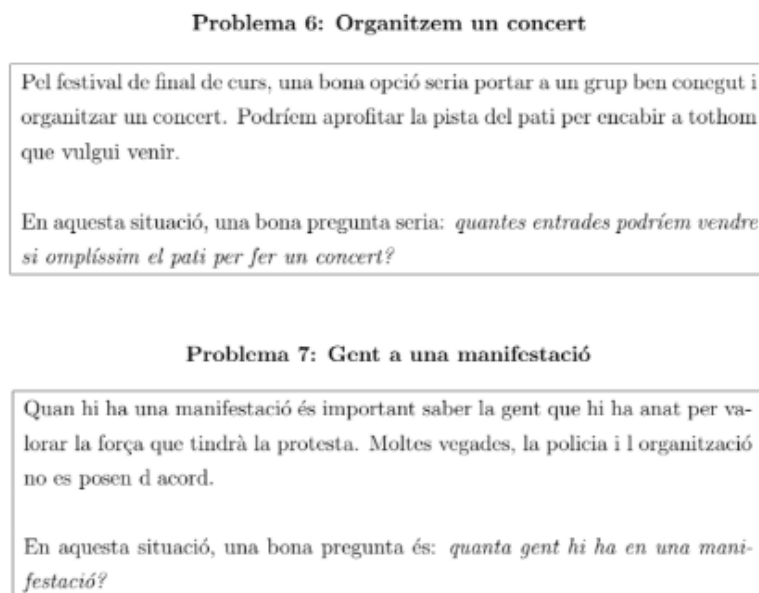 Problema 6: Organitzem un concert
Pel festival de final de curs, una bona opció seria portar a un grup ben conegut i
organitzar un concert. Podríem aprofitar la pista del pati per encabir a tothom
que vulgui venir.
En aquesta situació, una bona pregunta seria: quantes entrades podríem vendre
si omplíssim el pati per fer un concert?
Problema 7: Gent a una manifestació
Quan hi ha una manifestació és important saber la gent que hi ha anat per va-
lorar la força que tindrà la protesta. Moltes vegades, la policia i l organització
no es posen d acord.
En aquesta situació, una bona pregunta és: quanta gent hi ha en una mani-
festació?